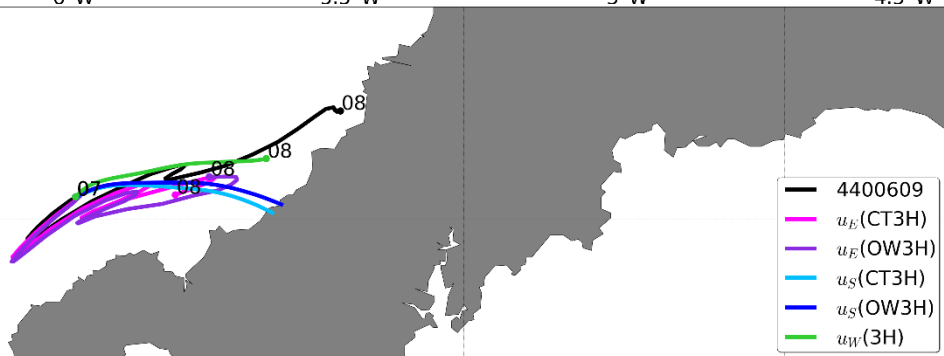 08
08
08
08
07
4400609
u_E(CT3H)
u_E(OW3H)
u_S(CT3H)
u_S(OW3H)
u_W(3H)